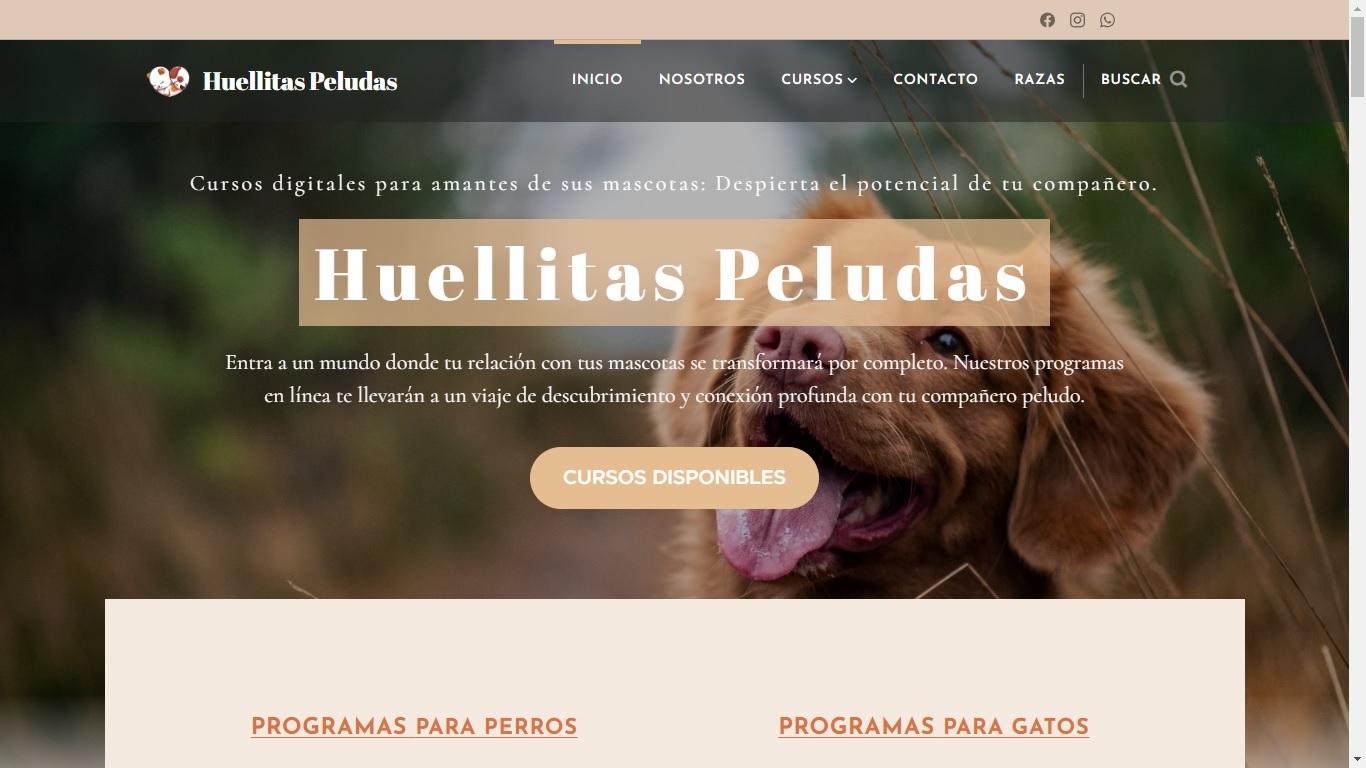 Huellitas Peludas
INICIO NOSOTROS CURSOS CONTACTO RAZAS BUSCAR
Cursos digitales para amantes de sus mascotas: Despierta el potencial de tu compañero.
Huellitas Peludas
Entra a un mundo donde tu relación con tus mascotas se transformará por completo. Nuestros programas
en línea te llevarán a un viaje de descubrimiento y conexión profunda con tu compañero peludo.
CURSOS DISPONIBLES
PROGRAMAS PARA PERROS
PROGRAMAS PARA GATOS